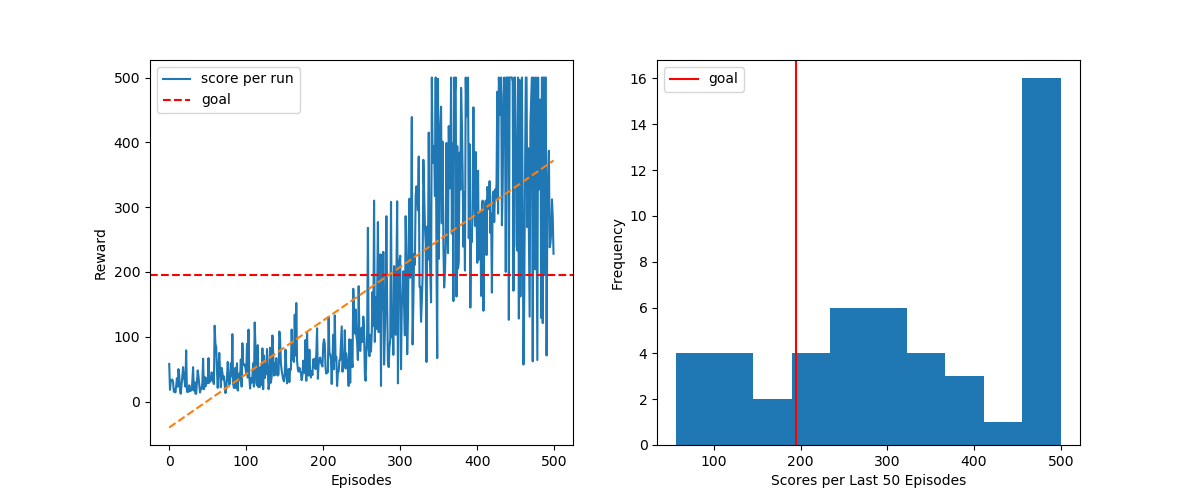 score per run
goal
500
400
300
200
100
0
Reward
0 100 200 300 400 500
Episodes
goal
16
14
12
10
8
6
4
2
0
Frequency
100 200 300 400 500
Scores per Last 50 Episodes